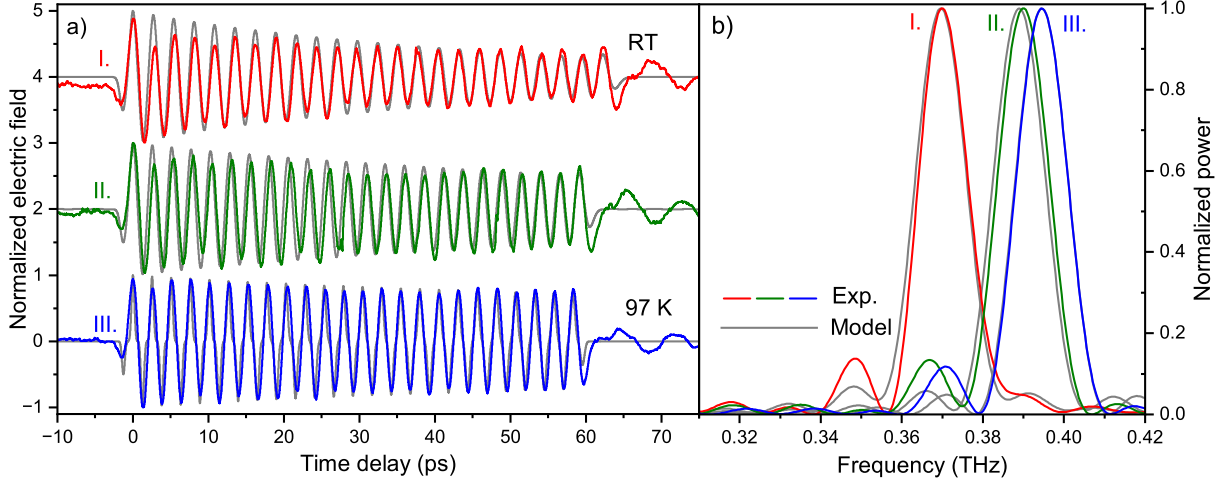 a)
I.
RT
II.
III.
97 K
5
4
3
2
1
0
−1
Normalized electric field
−10 0 10 20 30 40 50 60 70
Time delay (ps)
b)
I. II. III.
Exp.
Model
1.0
0.8
0.6
0.4
0.2
0.0
Normalized power
0.32 0.34 0.36 0.38 0.40 0.42
Frequency (THz)